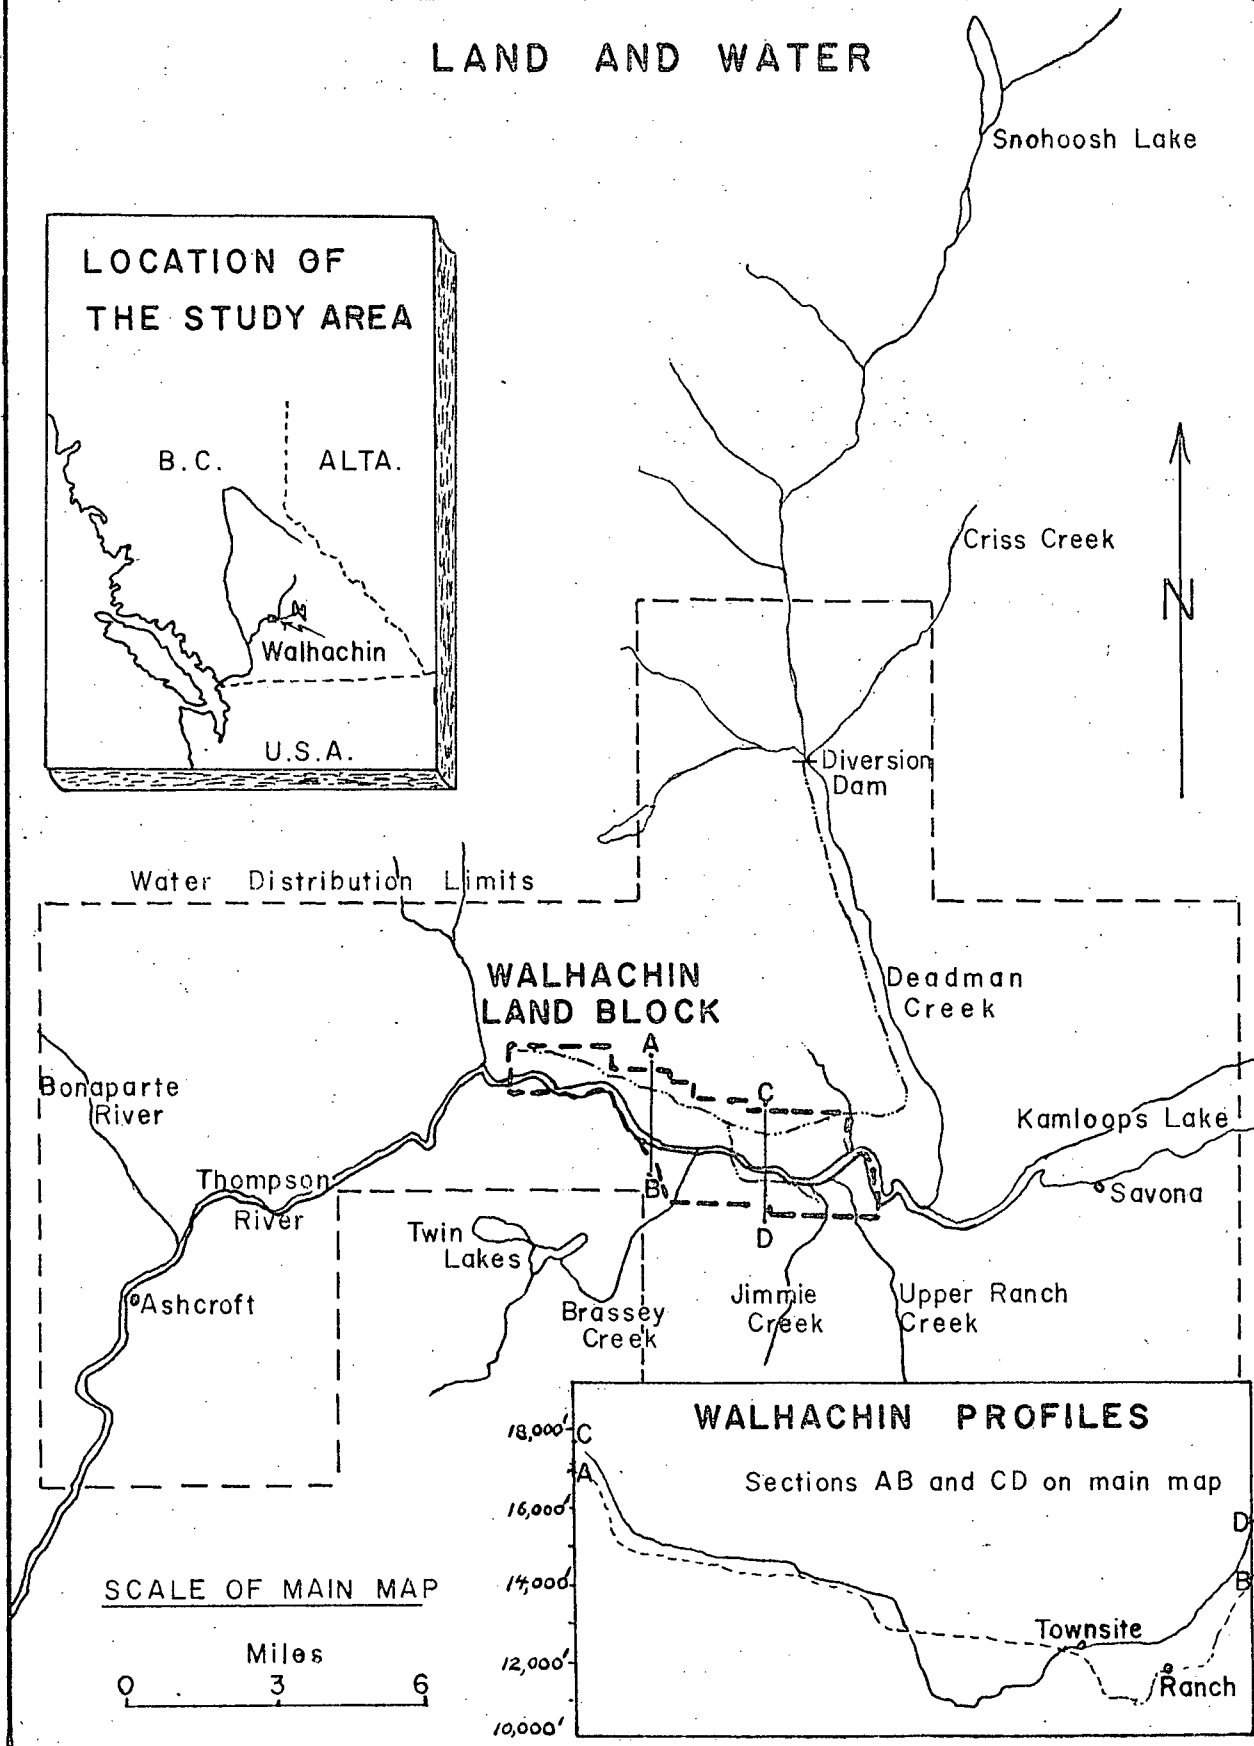 LAND AND WATER
Snohoosh Lake
LOCATION OF
THE STUDY AREA
B.C.
ALTA.
Walhachin
U.S.A.
Criss Creek
N
Diversion
Dam
Water Distribution Limits
WALHACHIN
LAND BLOCK
Deadman
Creek
A
C
Bonaparte
River
Kamloops Lake
Thompson
River
B
Savona
Twin
Lakes
D
Ashcroft
Brassey
Creek
Jimmie
Creek
Upper Ranch
Creek
WALHACHIN PROFILES
Sections AB and CD on main map
18,000'
C
A
16,000'
D
14,000'
B
Townsite
12,000'
Ranch
10,000'
SCALE OF MAIN MAP
Miles
0 3 6